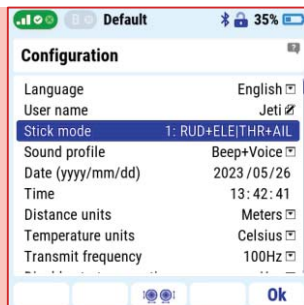 Default 35%
Configuration
Language English
User name Jeti
Stick mode 1: RUD+ELE|THR+AIL
Sound profile Beep+Voice
Date (yyyy/mm/dd) 2023/05/26
Time 13:42:41
Distance units Meters
Temperature units Celsius
Transmit frequency 100Hz
Ok